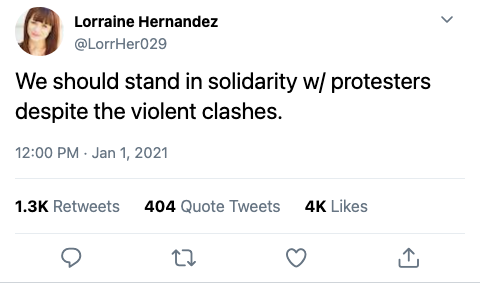 Lorraine Hernandez
@LorrHer029
We should stand in solidarity w/ protesters
despite the violent clashes.
12:00 PM · Jan 1, 2021
1.3K Retweets 404 Quote Tweets 4K Likes